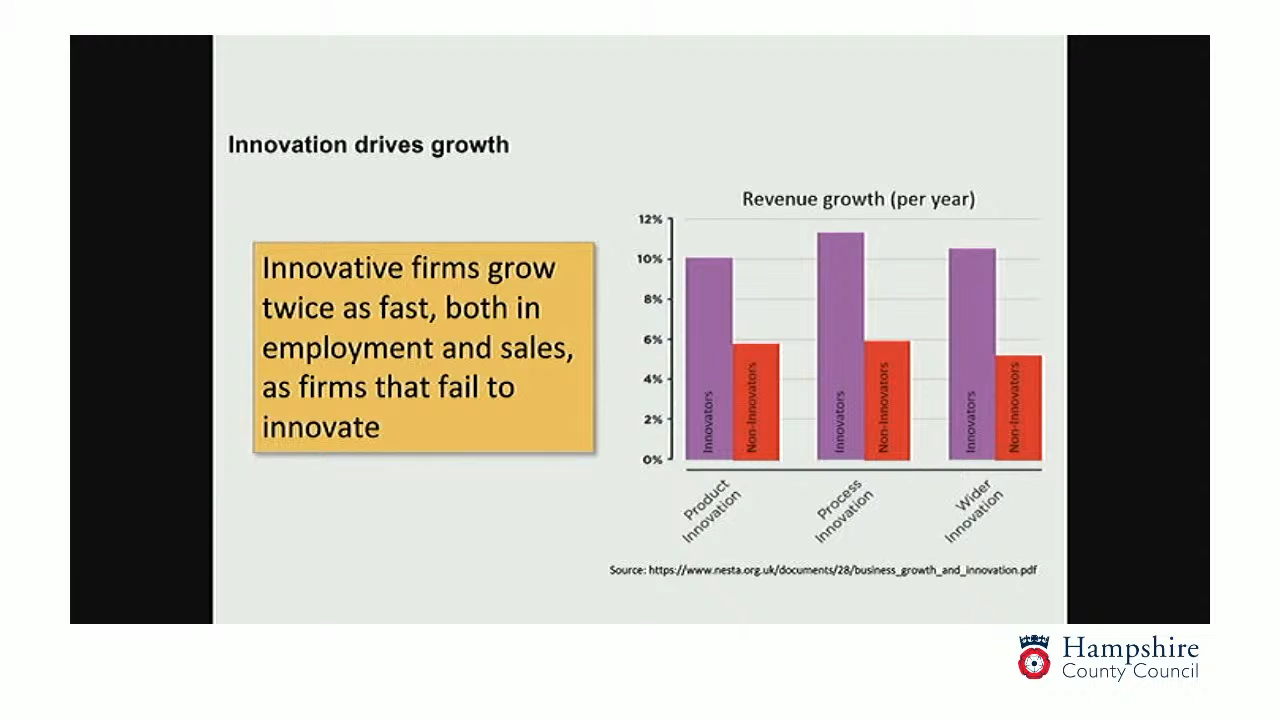 Innovation drives growth
Innovative firms grow
twice as fast, both in
employment and sales,
as firms that fail to
innovate
Revenue growth (per year)
12%
10%
8%
6%
4%
2%
0%
Innovators
Non-Innovators
Innovators
Non-Innovators
Innovators
Non-Innovators
Product
Innovation
Process
Innovation
Wider
Innovation
Source: https://www.nesta.org.uk/documents/28/business_growth_and_innovation.pdf
Hampshire
County Council